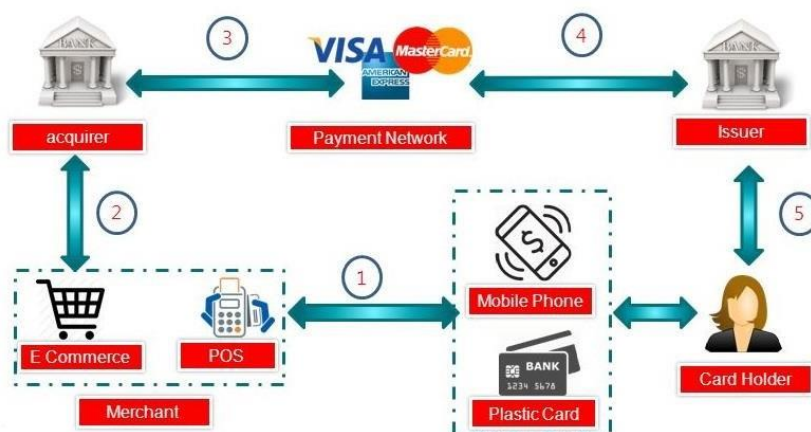 3
4
BANK
VISA
MasterCard
BANK
$
AMERICAN
EXPRESS
$
acquirer
Payment Network
Issuer
2
5
1
$
Mobile Phone
E Commerce
POS
BANK
1234 5678
Card Holder
Merchant
Plastic Card